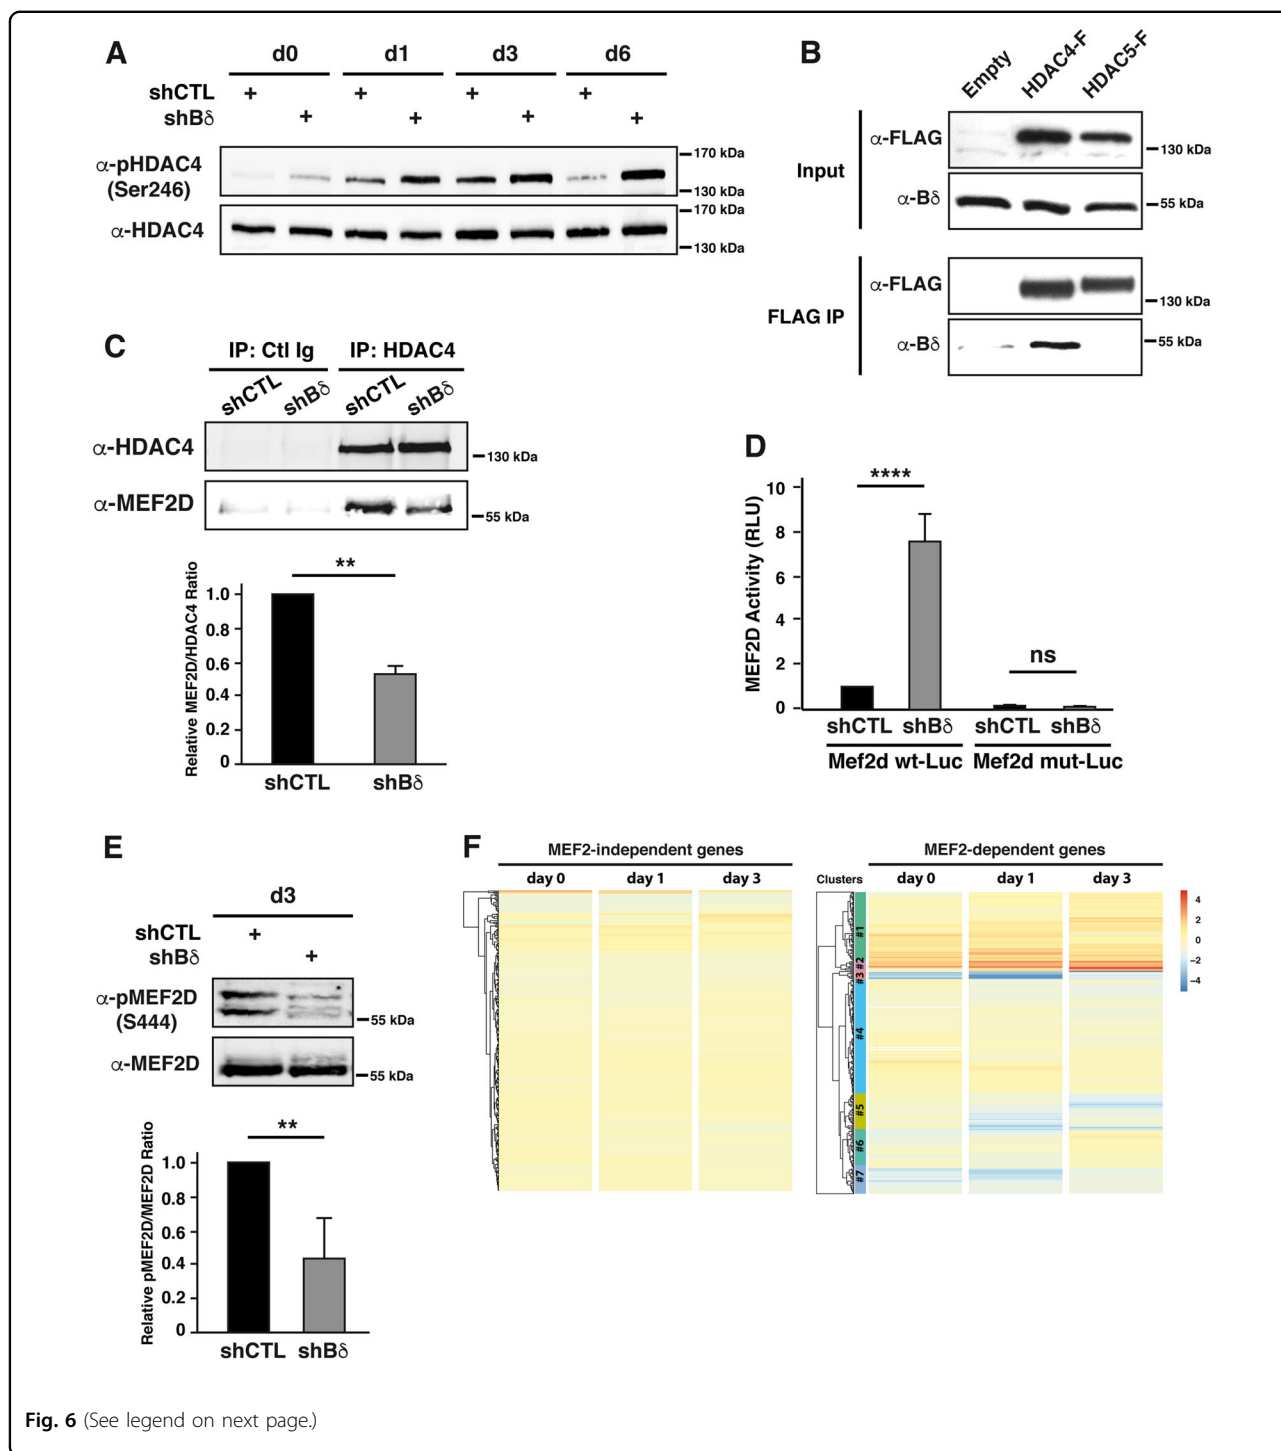 A
d0 d1 d3 d6
shCTL + + + +
shBδ + + + +
α-pHDAC4
(Ser246)
170 kDa
130 kDa
α-HDAC4
170 kDa
130 kDa
B
Empty HDAC4-F HDAC5-F
Input
α-FLAG
130 kDa
α-Bδ
55 kDa
FLAG IP
α-FLAG
130 kDa
α-Bδ
55 kDa
C
IP: Ctl Ig IP: HDAC4
shCTL shBδ shCTL shBδ
α-HDAC4
130 kDa
α-MEF2D
55 kDa
Relative MEF2D/HDAC4 Ratio
**
1.0
0.8
0.6
0.4
0.2
0
shCTL shBδ
D
MEF2D Activity (RLU)
10
8
6
4
2
0
****
ns
shCTL shBδ shCTL shBδ
Mef2d wt-Luc Mef2d mut-Luc
E
d3
shCTL +
shBδ +
α-pMEF2D
(S444)
55 kDa
α-MEF2D
55 kDa
Relative pMEF2D/MEF2D Ratio
**
1.0
0.8
0.6
0.4
0.2
0
shCTL shBδ
F
MEF2-independent genes
day 0 day 1 day 3
MEF2-dependent genes
Clusters day 0 day 1 day 3
#1
#2
#3
#4
#5
#6
#7
4
2
0
−2
−4
Fig. 6 (See legend on next page.)